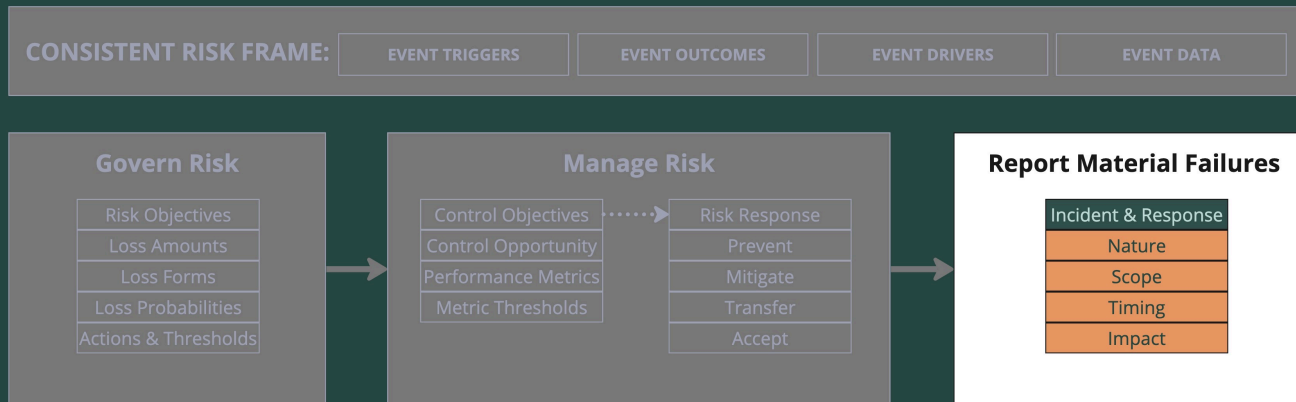 CONSISTENT RISK FRAME:
EVENT TRIGGERS
EVENT OUTCOMES
EVENT DRIVERS
EVENT DATA
Govern Risk
Risk Objectives
Loss Amounts
Loss Forms
Loss Probabilities
Actions & Thresholds
Manage Risk
Control Objectives
Control Opportunity
Performance Metrics
Metric Thresholds
Risk Response
Prevent
Mitigate
Transfer
Accept
Report Material Failures
Incident & Response
Nature
Scope
Timing
Impact